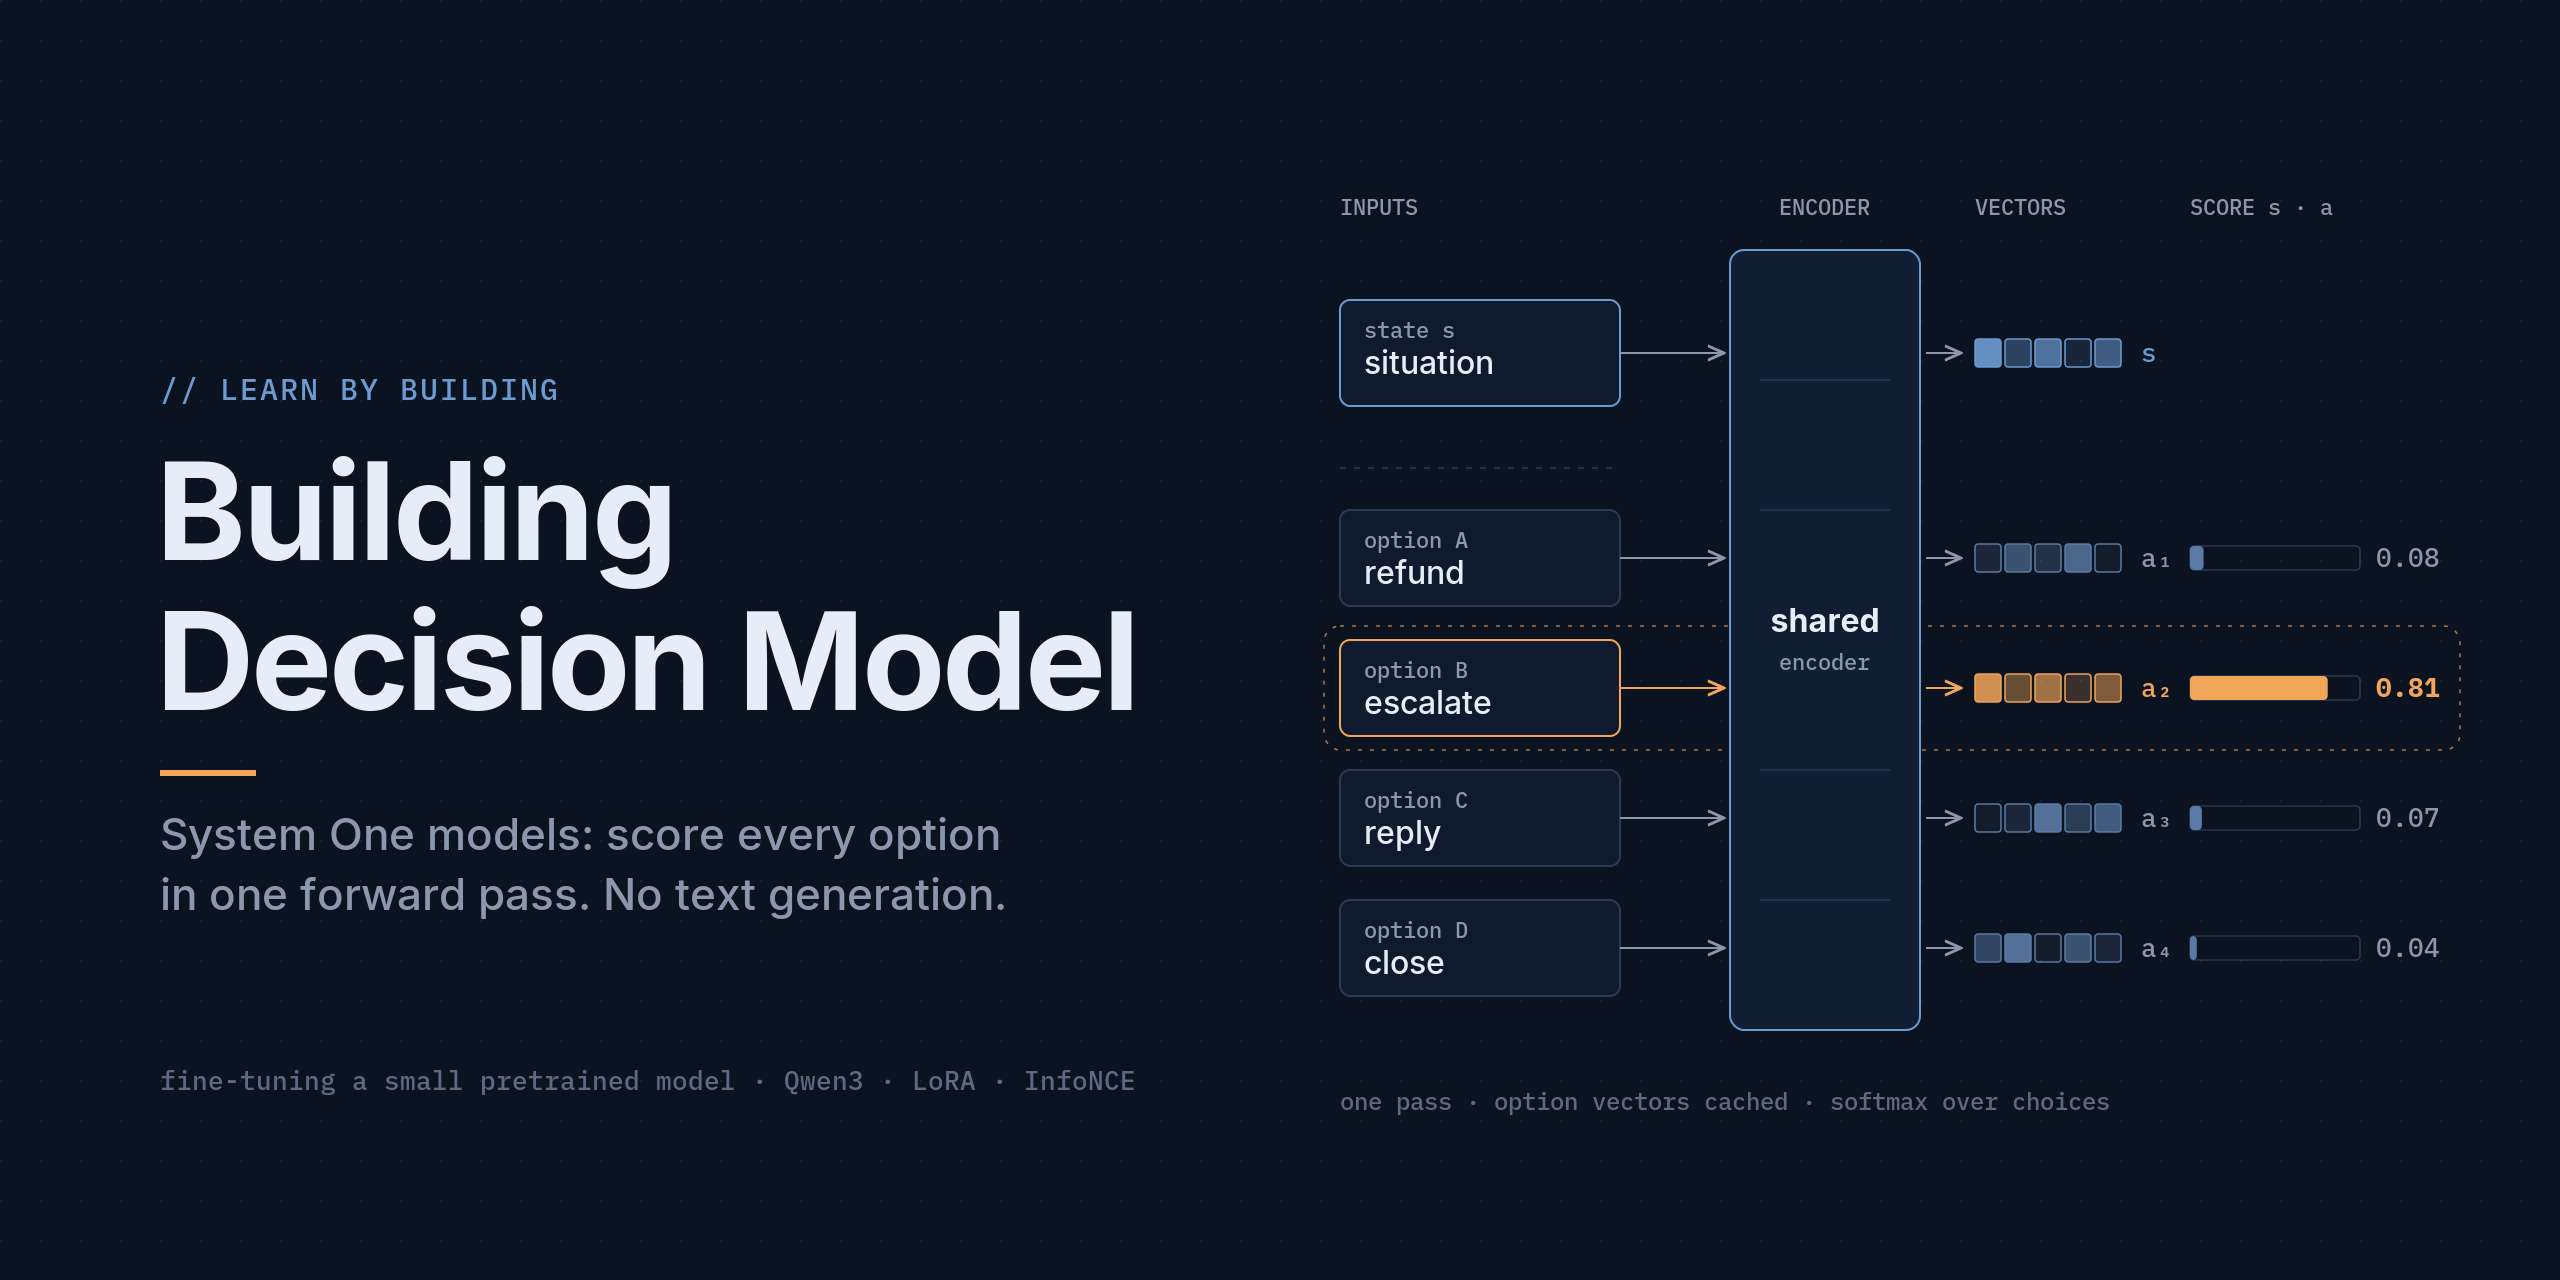 // LEARN BY BUILDING
Building
Decision Model
System One models: score every option
in one forward pass. No text generation.
fine-tuning a small pretrained model · Qwen3 · LoRA · InfoNCE
INPUTS
ENCODER
VECTORS
SCORE s · a
state s
situation
s
option A
refund
a₁
0.08
shared
encoder
option B
escalate
a₂
0.81
option C
reply
a₃
0.07
option D
close
a₄
0.04
one pass · option vectors cached · softmax over choices